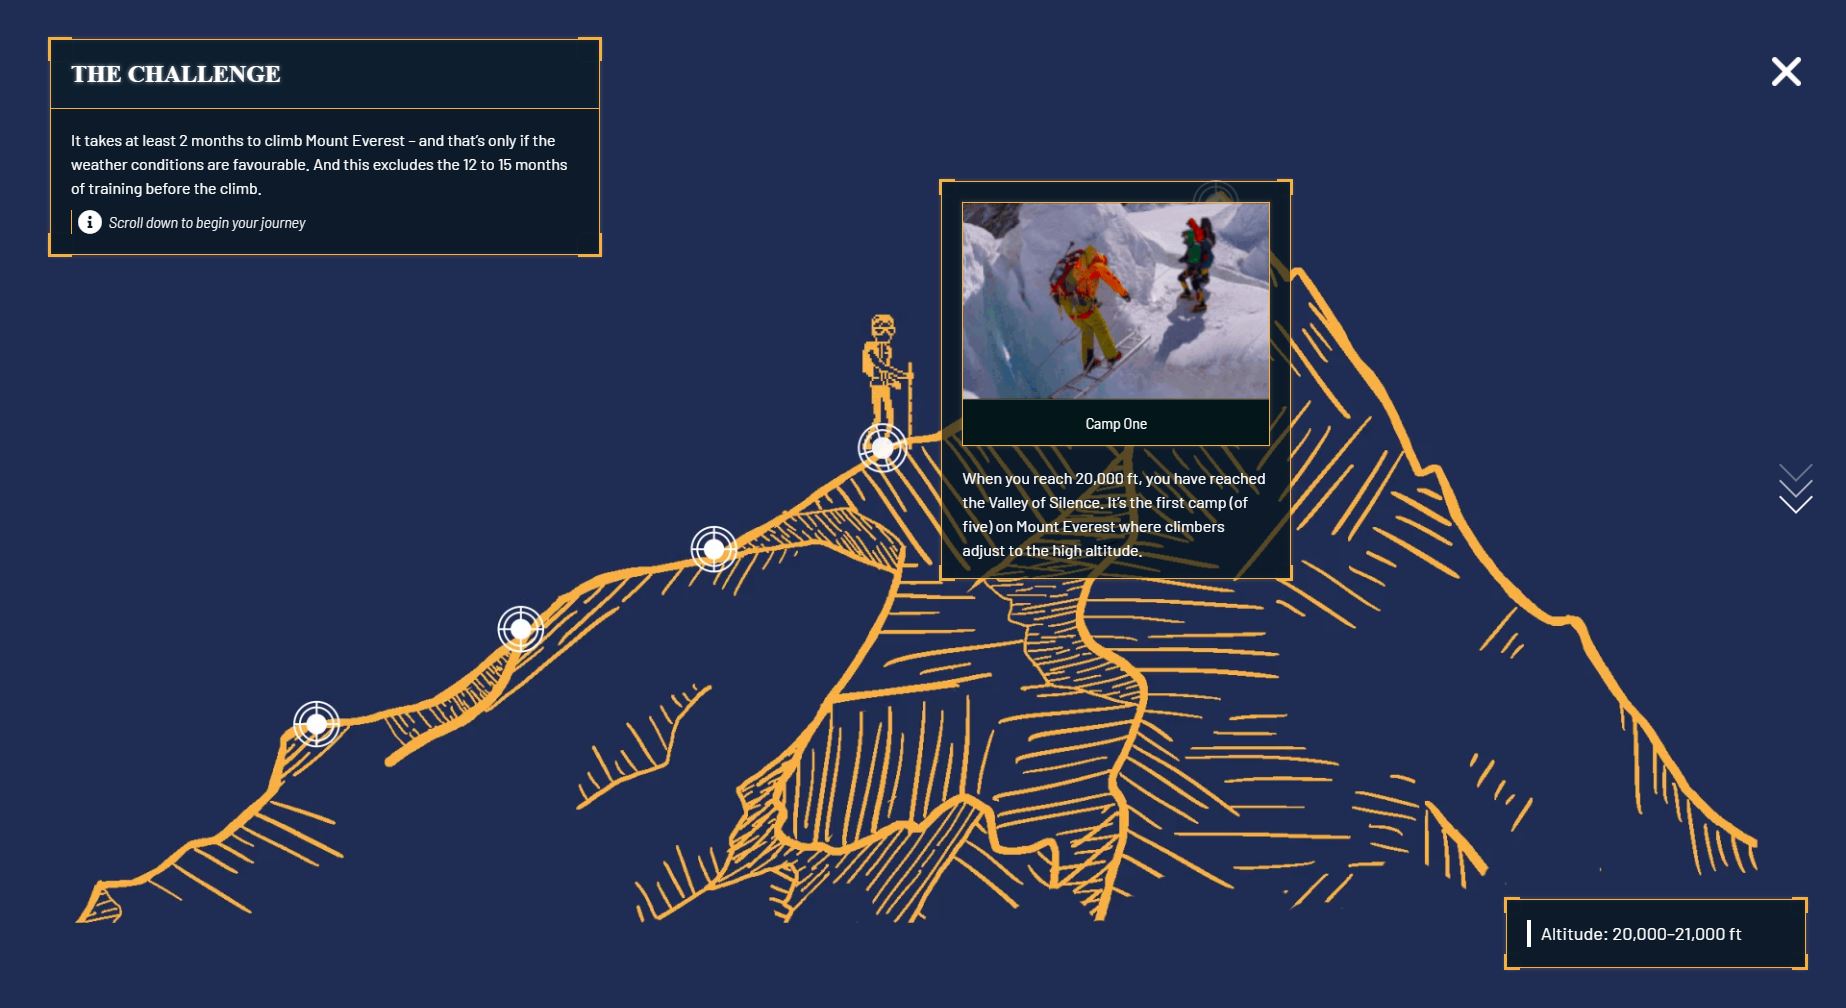 THE CHALLENGE
It takes at least 2 months to climb Mount Everest – and that's only if the
weather conditions are favourable. And this excludes the 12 to 15 months
of training before the climb.
Scroll down to begin your journey
Camp One
When you reach 20,000 ft, you have reached
the Valley of Silence. It's the first camp (of
five) on Mount Everest where climbers
adjust to the high altitude.
Altitude: 20,000–21,000 ft